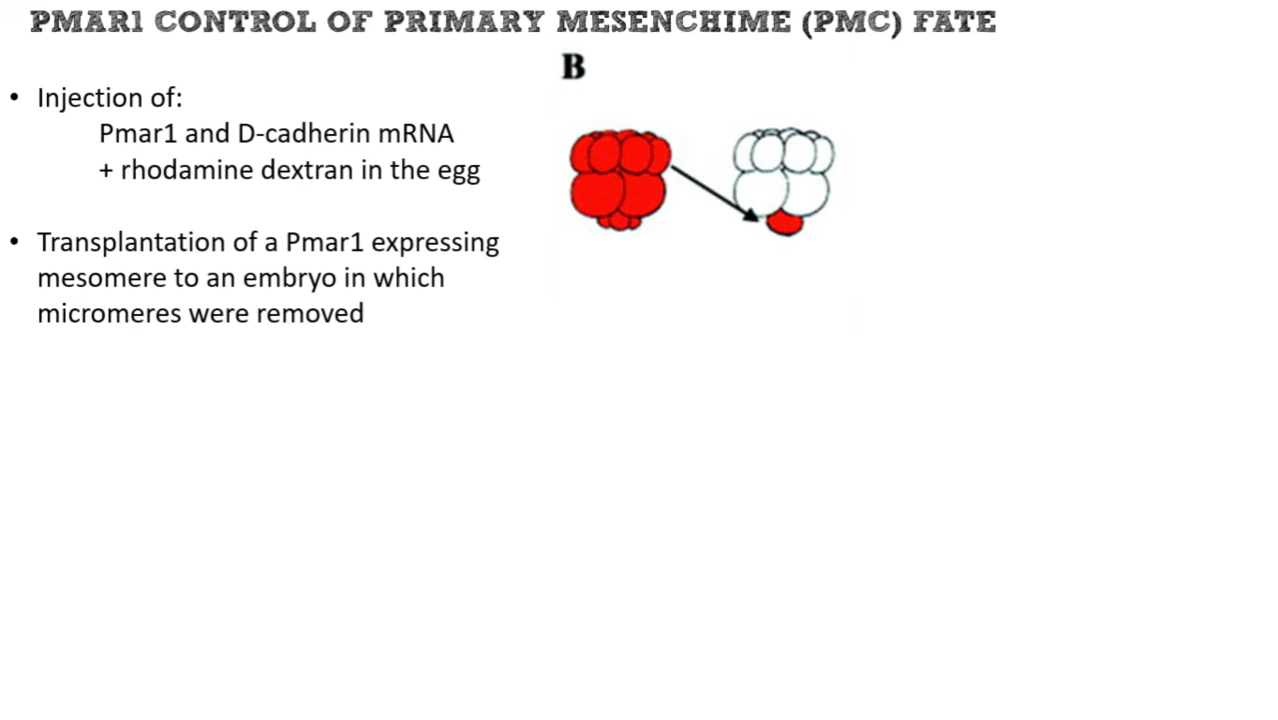 PMAR1 CONTROL OF PRIMARY MESENCHIME (PMC) FATE
B
• Injection of:
Pmar1 and D-cadherin mRNA
+ rhodamine dextran in the egg
• Transplantation of a Pmar1 expressing
mesomere to an embryo in which
micromeres were removed